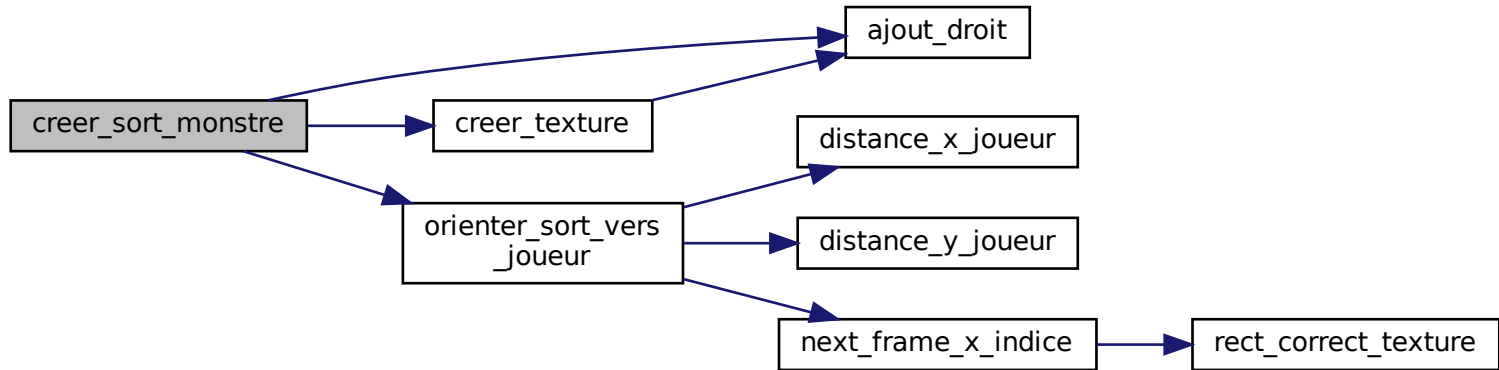 ajout_droit
creer_sort_monstre
creer_texture
distance_x_joueur
orienter_sort_vers
_joueur
distance_y_joueur
next_frame_x_indice
rect_correct_texture